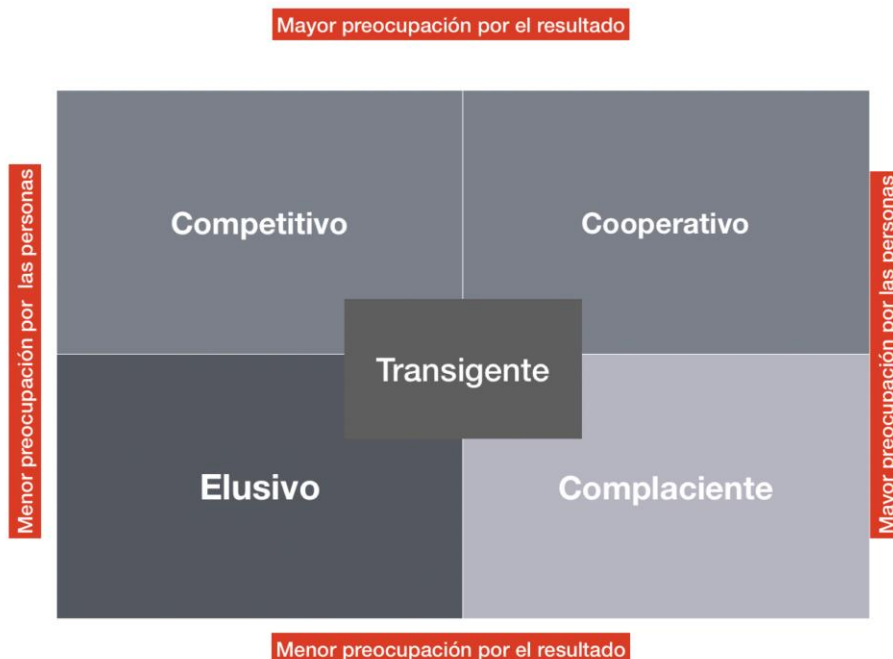 Mayor preocupación por el resultado
Menor preocupación por las personas
Competitivo
Cooperativo
Mayor preocupación por las personas
Transigente
Elusivo
Complaciente
Menor preocupación por el resultado